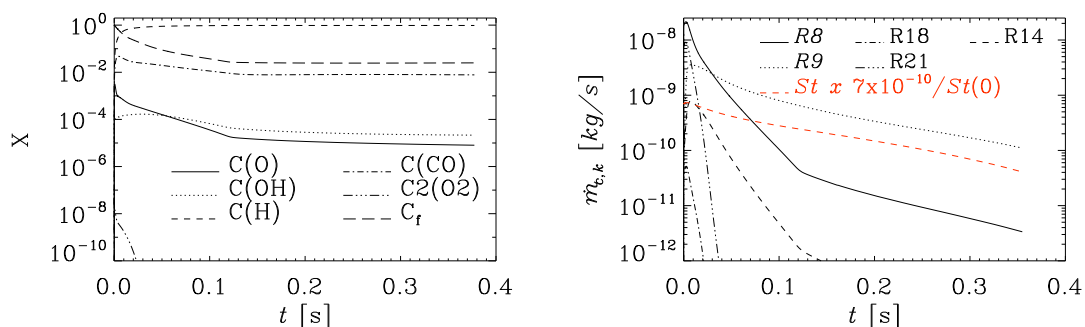 10⁰
10⁻²
10⁻⁴
10⁻⁶
10⁻⁸
10⁻¹⁰
X
C(O) C(CO)
C(OH) C2(O2)
C(H) C_f
0.0 0.1 0.2 0.3 0.4
t [s]
10⁻⁸
10⁻⁹
10⁻¹⁰
10⁻¹¹
10⁻¹²
ṁ_c,k [kg/s]
R8 R18 R14
R9 R21
St x 7x10⁻¹⁰/St(0)
0.0 0.1 0.2 0.3 0.4
t [s]